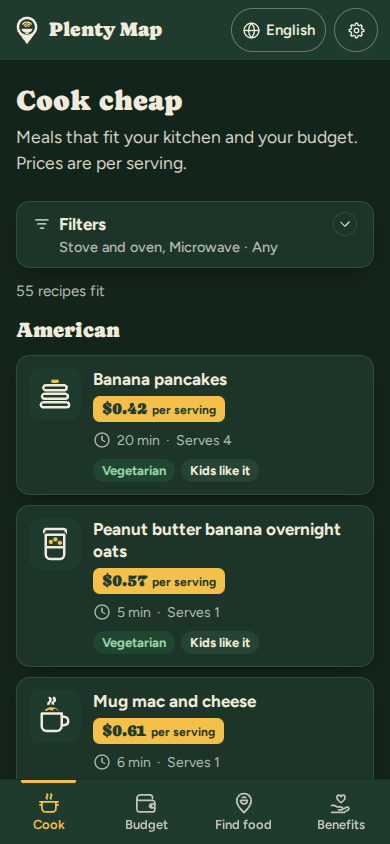 Plenty Map
English
Cook cheap
Meals that fit your kitchen and your budget.
Prices are per serving.
Filters
Stove and oven, Microwave · Any
55 recipes fit
American
Banana pancakes
$0.42 per serving
20 min · Serves 4
Vegetarian
Kids like it
Peanut butter banana overnight
oats
$0.57 per serving
5 min · Serves 1
Vegetarian
Kids like it
Mug mac and cheese
$0.61 per serving
6 min · Serves 1
Cook
Budget
Find food
Benefits